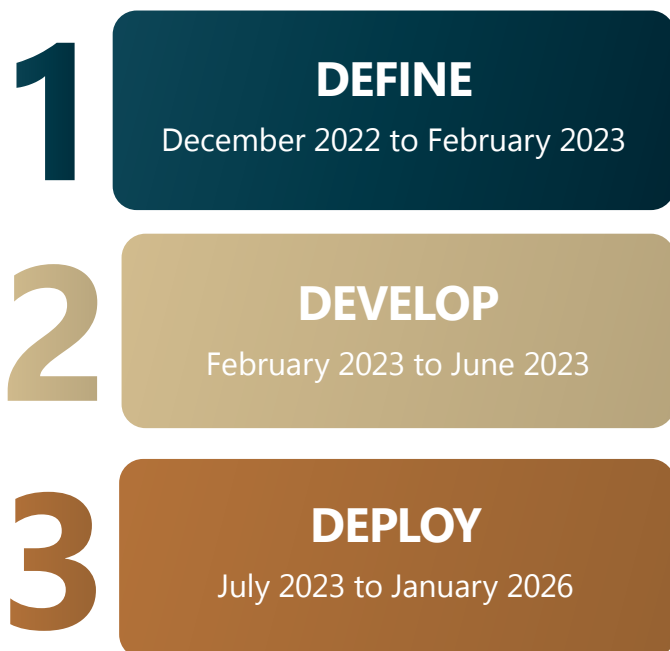 1
DEFINE
December 2022 to February 2023
2
DEVELOP
February 2023 to June 2023
3
DEPLOY
July 2023 to January 2026